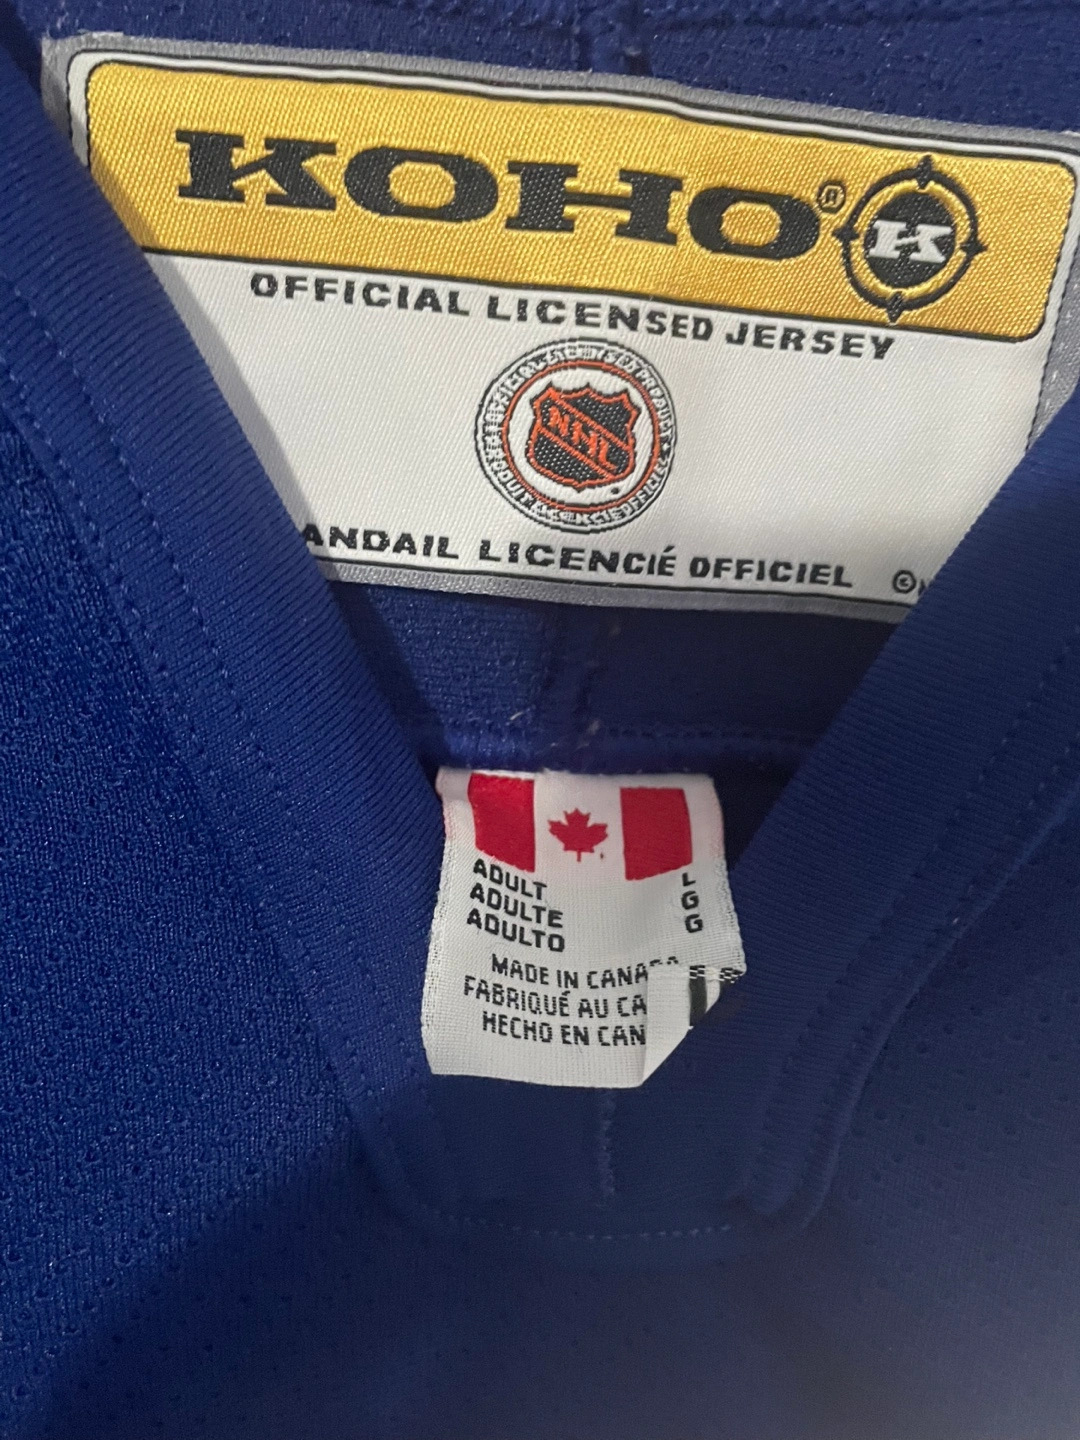 KOHO®
K
OFFICIAL LICENSED JERSEY
NHL
ANDAIL LICENCIÉ OFFICIEL ©
ADULT L
ADULTE G
ADULTO G
MADE IN CANA
FABRIQUÉ AU CA
HECHO EN CAN